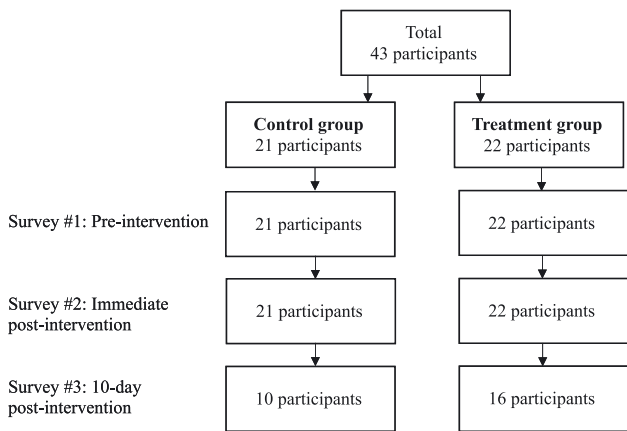 Total
43 participants
Control group
21 participants
Treatment group
22 participants
Survey #1: Pre-intervention
21 participants
22 participants
Survey #2: Immediate
post-intervention
21 participants
22 participants
Survey #3: 10-day
post-intervention
10 participants
16 participants